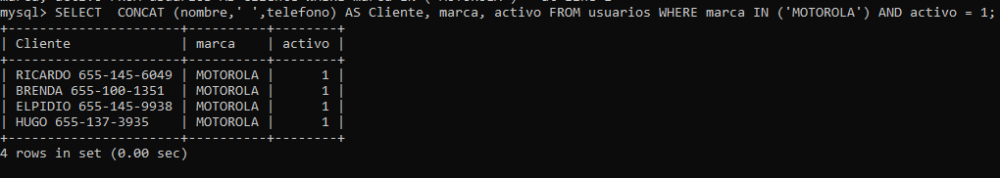 mysql> SELECT  CONCAT (nombre,' ',telefono) AS Cliente, marca, activo FROM usuarios WHERE marca IN ('MOTOROLA') AND activo = 1;
+----------------------+----------+--------+
| Cliente              | marca    | activo |
+----------------------+----------+--------+
| RICARDO 655-145-6049 | MOTOROLA |      1 |
| BRENDA 655-100-1351  | MOTOROLA |      1 |
| ELPIDIO 655-145-9938 | MOTOROLA |      1 |
| HUGO 655-137-3935    | MOTOROLA |      1 |
+----------------------+----------+--------+
4 rows in set (0.00 sec)